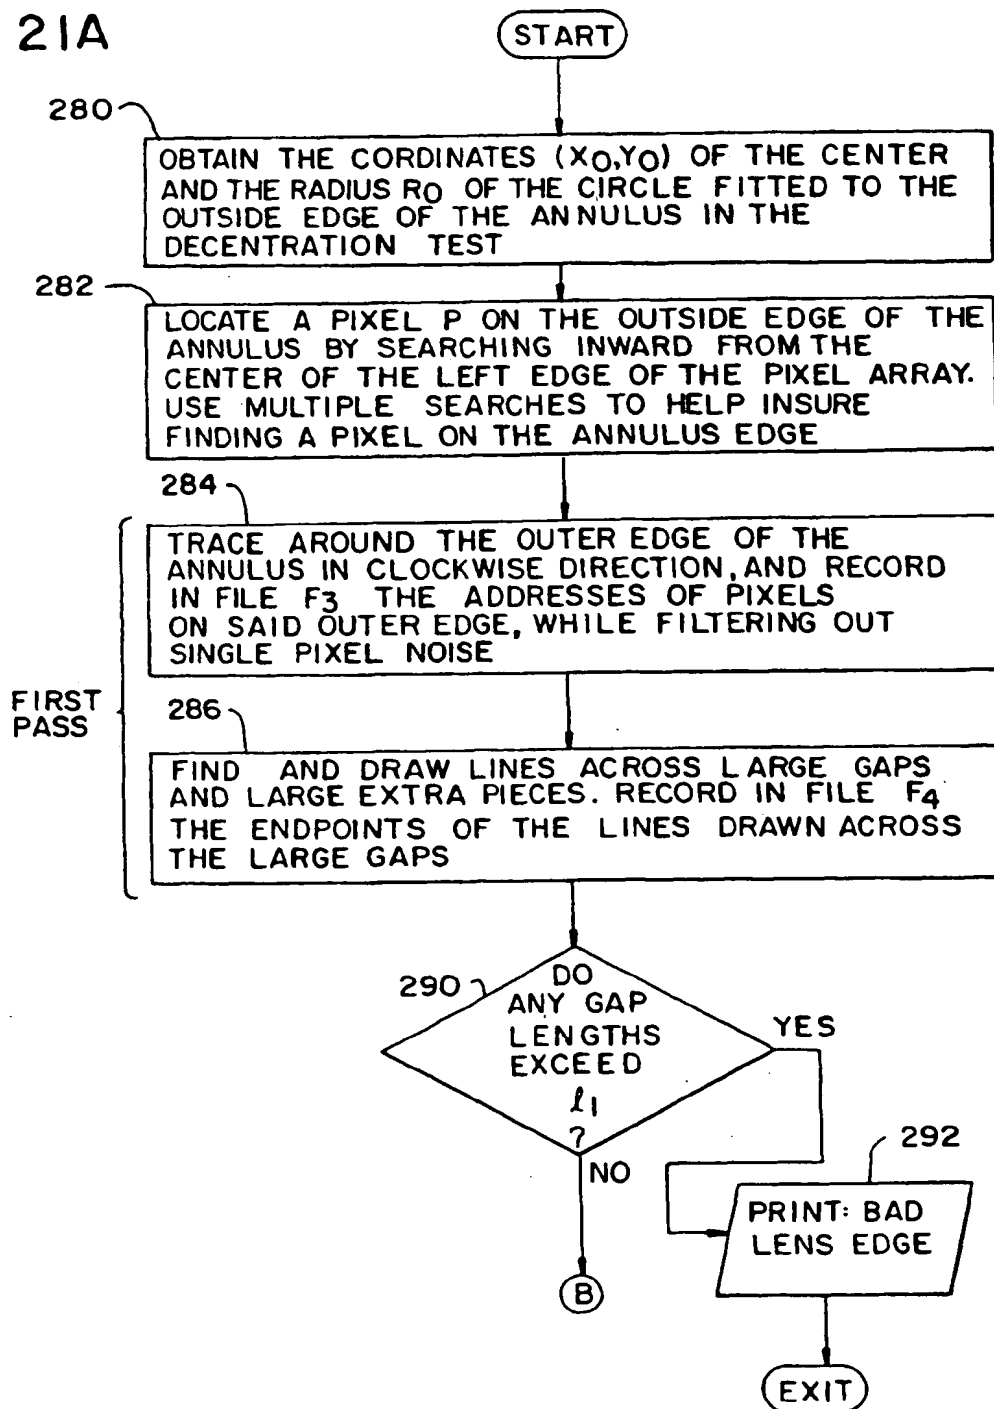 21A
START
280
OBTAIN THE CORDINATES (XO,YO) OF THE CENTER
AND THE RADIUS RO OF THE CIRCLE FITTED TO THE
OUTSIDE EDGE OF THE ANNULUS IN THE
DECENTRATION TEST
282
LOCATE A PIXEL P ON THE OUTSIDE EDGE OF THE
ANNULUS BY SEARCHING INWARD FROM THE
CENTER OF THE LEFT EDGE OF THE PIXEL ARRAY.
USE MULTIPLE SEARCHES TO HELP INSURE
FINDING A PIXEL ON THE ANNULUS EDGE
284
TRACE AROUND THE OUTER EDGE OF THE
ANNULUS IN CLOCKWISE DIRECTION, AND RECORD
IN FILE F3 THE ADDRESSES OF PIXELS
ON SAID OUTER EDGE, WHILE FILTERING OUT
SINGLE PIXEL NOISE
FIRST
PASS
286
FIND AND DRAW LINES ACROSS LARGE GAPS
AND LARGE EXTRA PIECES. RECORD IN FILE F4
THE ENDPOINTS OF THE LINES DRAWN ACROSS
THE LARGE GAPS
290
DO
ANY GAP
LENGTHS
EXCEED
ℓ1
?
YES
NO
292
PRINT: BAD
LENS EDGE
B
EXIT